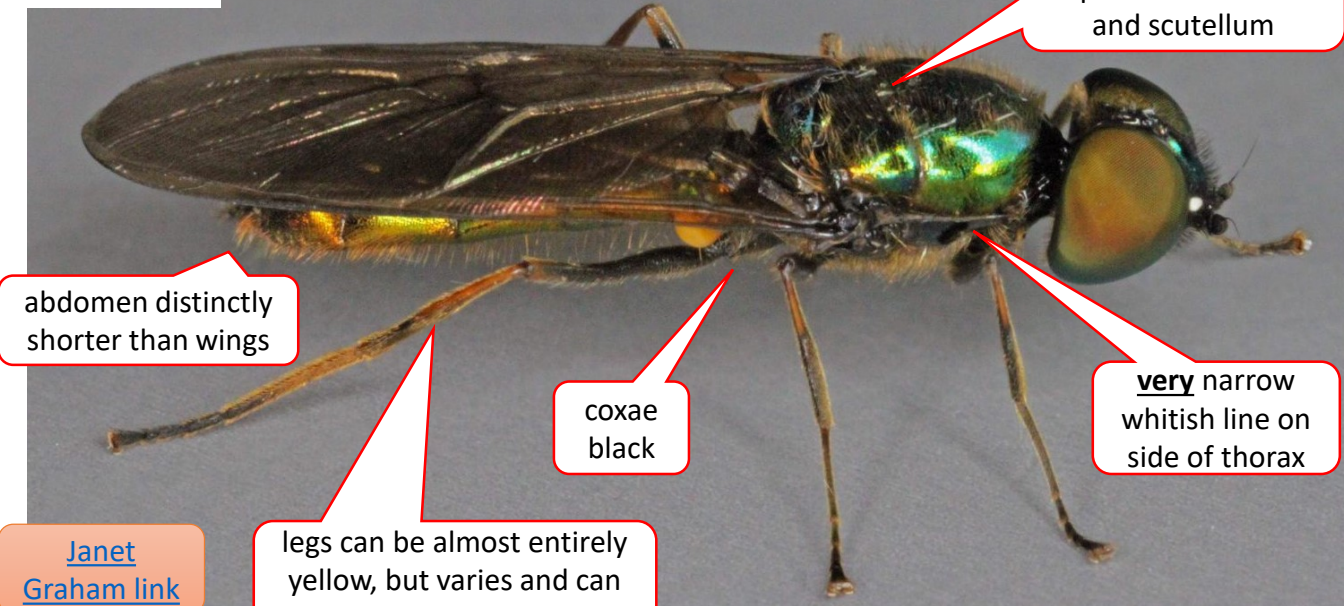 and scutellum
abdomen distinctly
shorter than wings
coxae
black
very narrow
whitish line on
side of thorax
legs can be almost entirely
yellow, but varies and can
Janet
Graham link